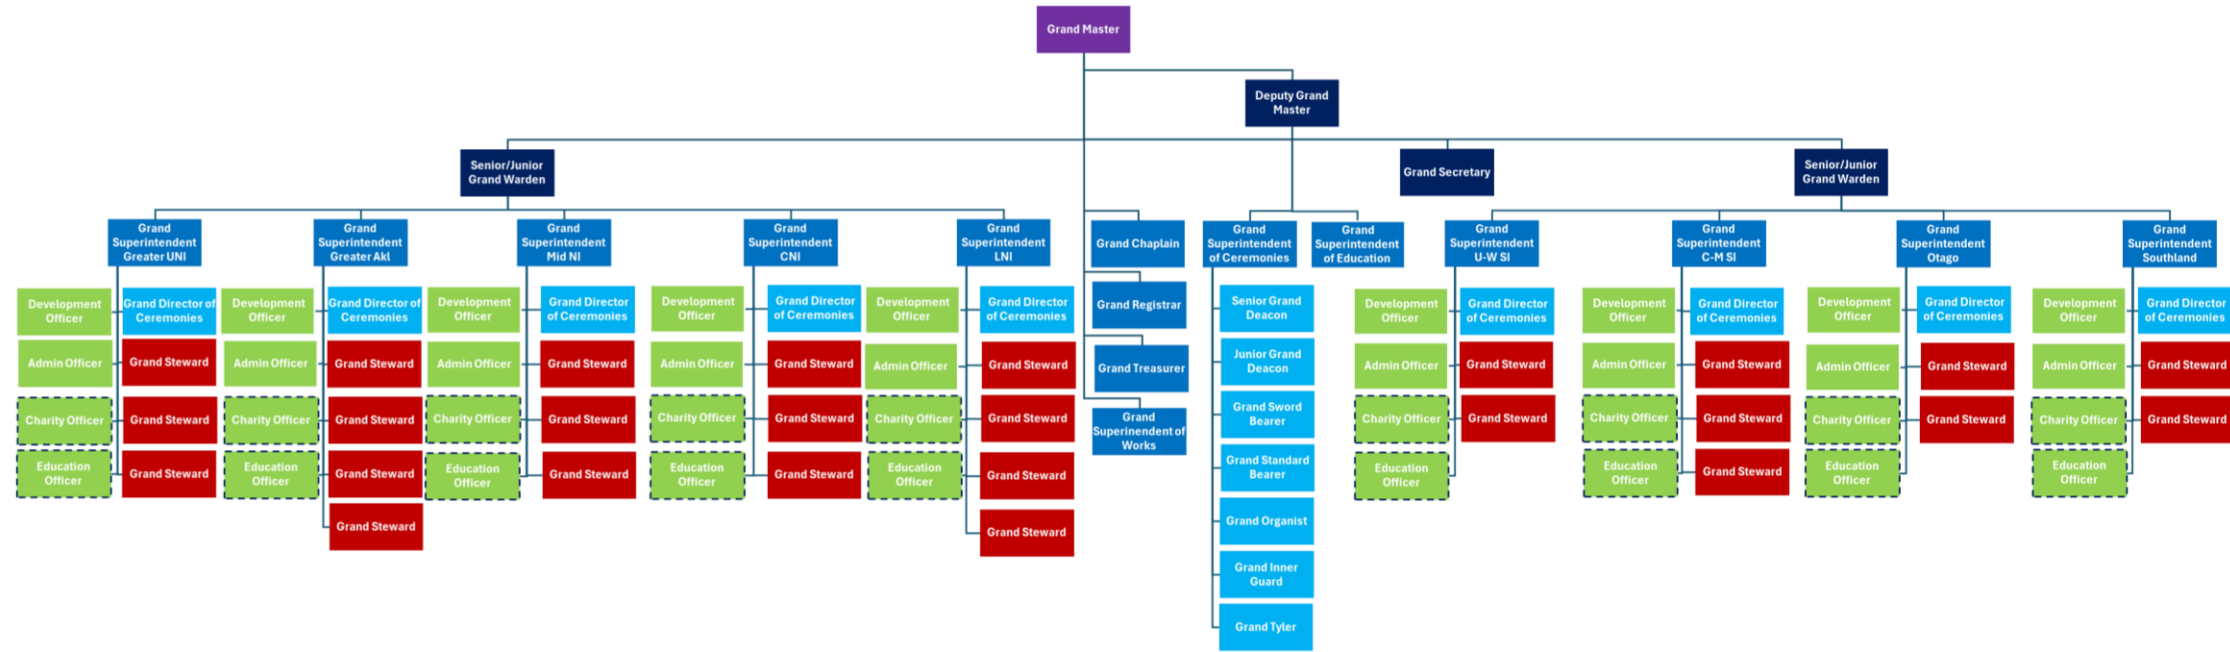 Grand Master
Deputy Grand
Master
Senior/Junior
Grand Warden
Grand Secretary
Senior/Junior
Grand Warden
Grand
Superintendent
Greater UNI
Grand
Superintendent
Greater Akl
Grand
Superintendent
Mid NI
Grand
Superintendent
CNI
Grand
Superintendent
LNI
Grand Chaplain
Grand Registrar
Grand Treasurer
Grand
Superinendent of
Works
Grand
Superintendent
of Ceremonies
Grand
Superintendent
of Education
Grand
Superintendent
U-W SI
Grand
Superintendent
C-M SI
Grand
Superintendent
Otago
Grand
Superintendent
Southland
Development
Officer
Grand Director of
Ceremonies
Admin Officer
Grand Steward
Charity Officer
Grand Steward
Education
Officer
Grand Steward
Development
Officer
Grand Director of
Ceremonies
Admin Officer
Grand Steward
Charity Officer
Grand Steward
Education
Officer
Grand Steward
Grand Steward
Development
Officer
Grand Director
of Ceremonies
Admin Officer
Grand Steward
Charity Officer
Grand Steward
Education
Officer
Grand Steward
Development
Officer
Grand Director
of Ceremonies
Admin Officer
Grand Steward
Charity Officer
Grand Steward
Education
Officer
Grand Steward
Development
Officer
Grand Director
of Ceremonies
Admin Officer
Grand Steward
Charity Officer
Grand Steward
Education
Officer
Grand Steward
Grand Steward
Senior Grand
Deacon
Junior Grand
Deacon
Grand Sword
Bearer
Grand Standard
Bearer
Grand Organist
Grand Inner
Guard
Grand Tyler
Development
Officer
Grand Director
of Ceremonies
Admin Officer
Grand Steward
Charity Officer
Grand Steward
Education
Officer
Development
Officer
Grand Director
of Ceremonies
Admin Officer
Grand Steward
Charity Officer
Grand Steward
Education
Officer
Grand Steward
Development
Officer
Grand Director
of Ceremonies
Admin Officer
Grand Steward
Charity Officer
Grand Steward
Education
Officer
Development
Officer
Grand Director
of Ceremonies
Admin Officer
Grand Steward
Charity Officer
Grand Steward
Education
Officer